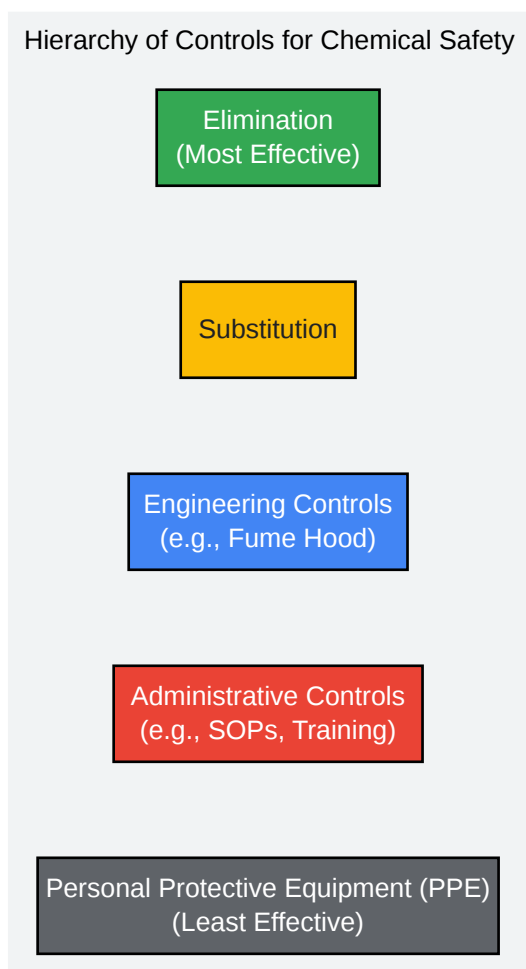 Hierarchy of Controls for Chemical Safety
Elimination
(Most Effective)
Substitution
Engineering Controls
(e.g., Fume Hood)
Administrative Controls
(e.g., SOPs, Training)
Personal Protective Equipment (PPE)
(Least Effective)